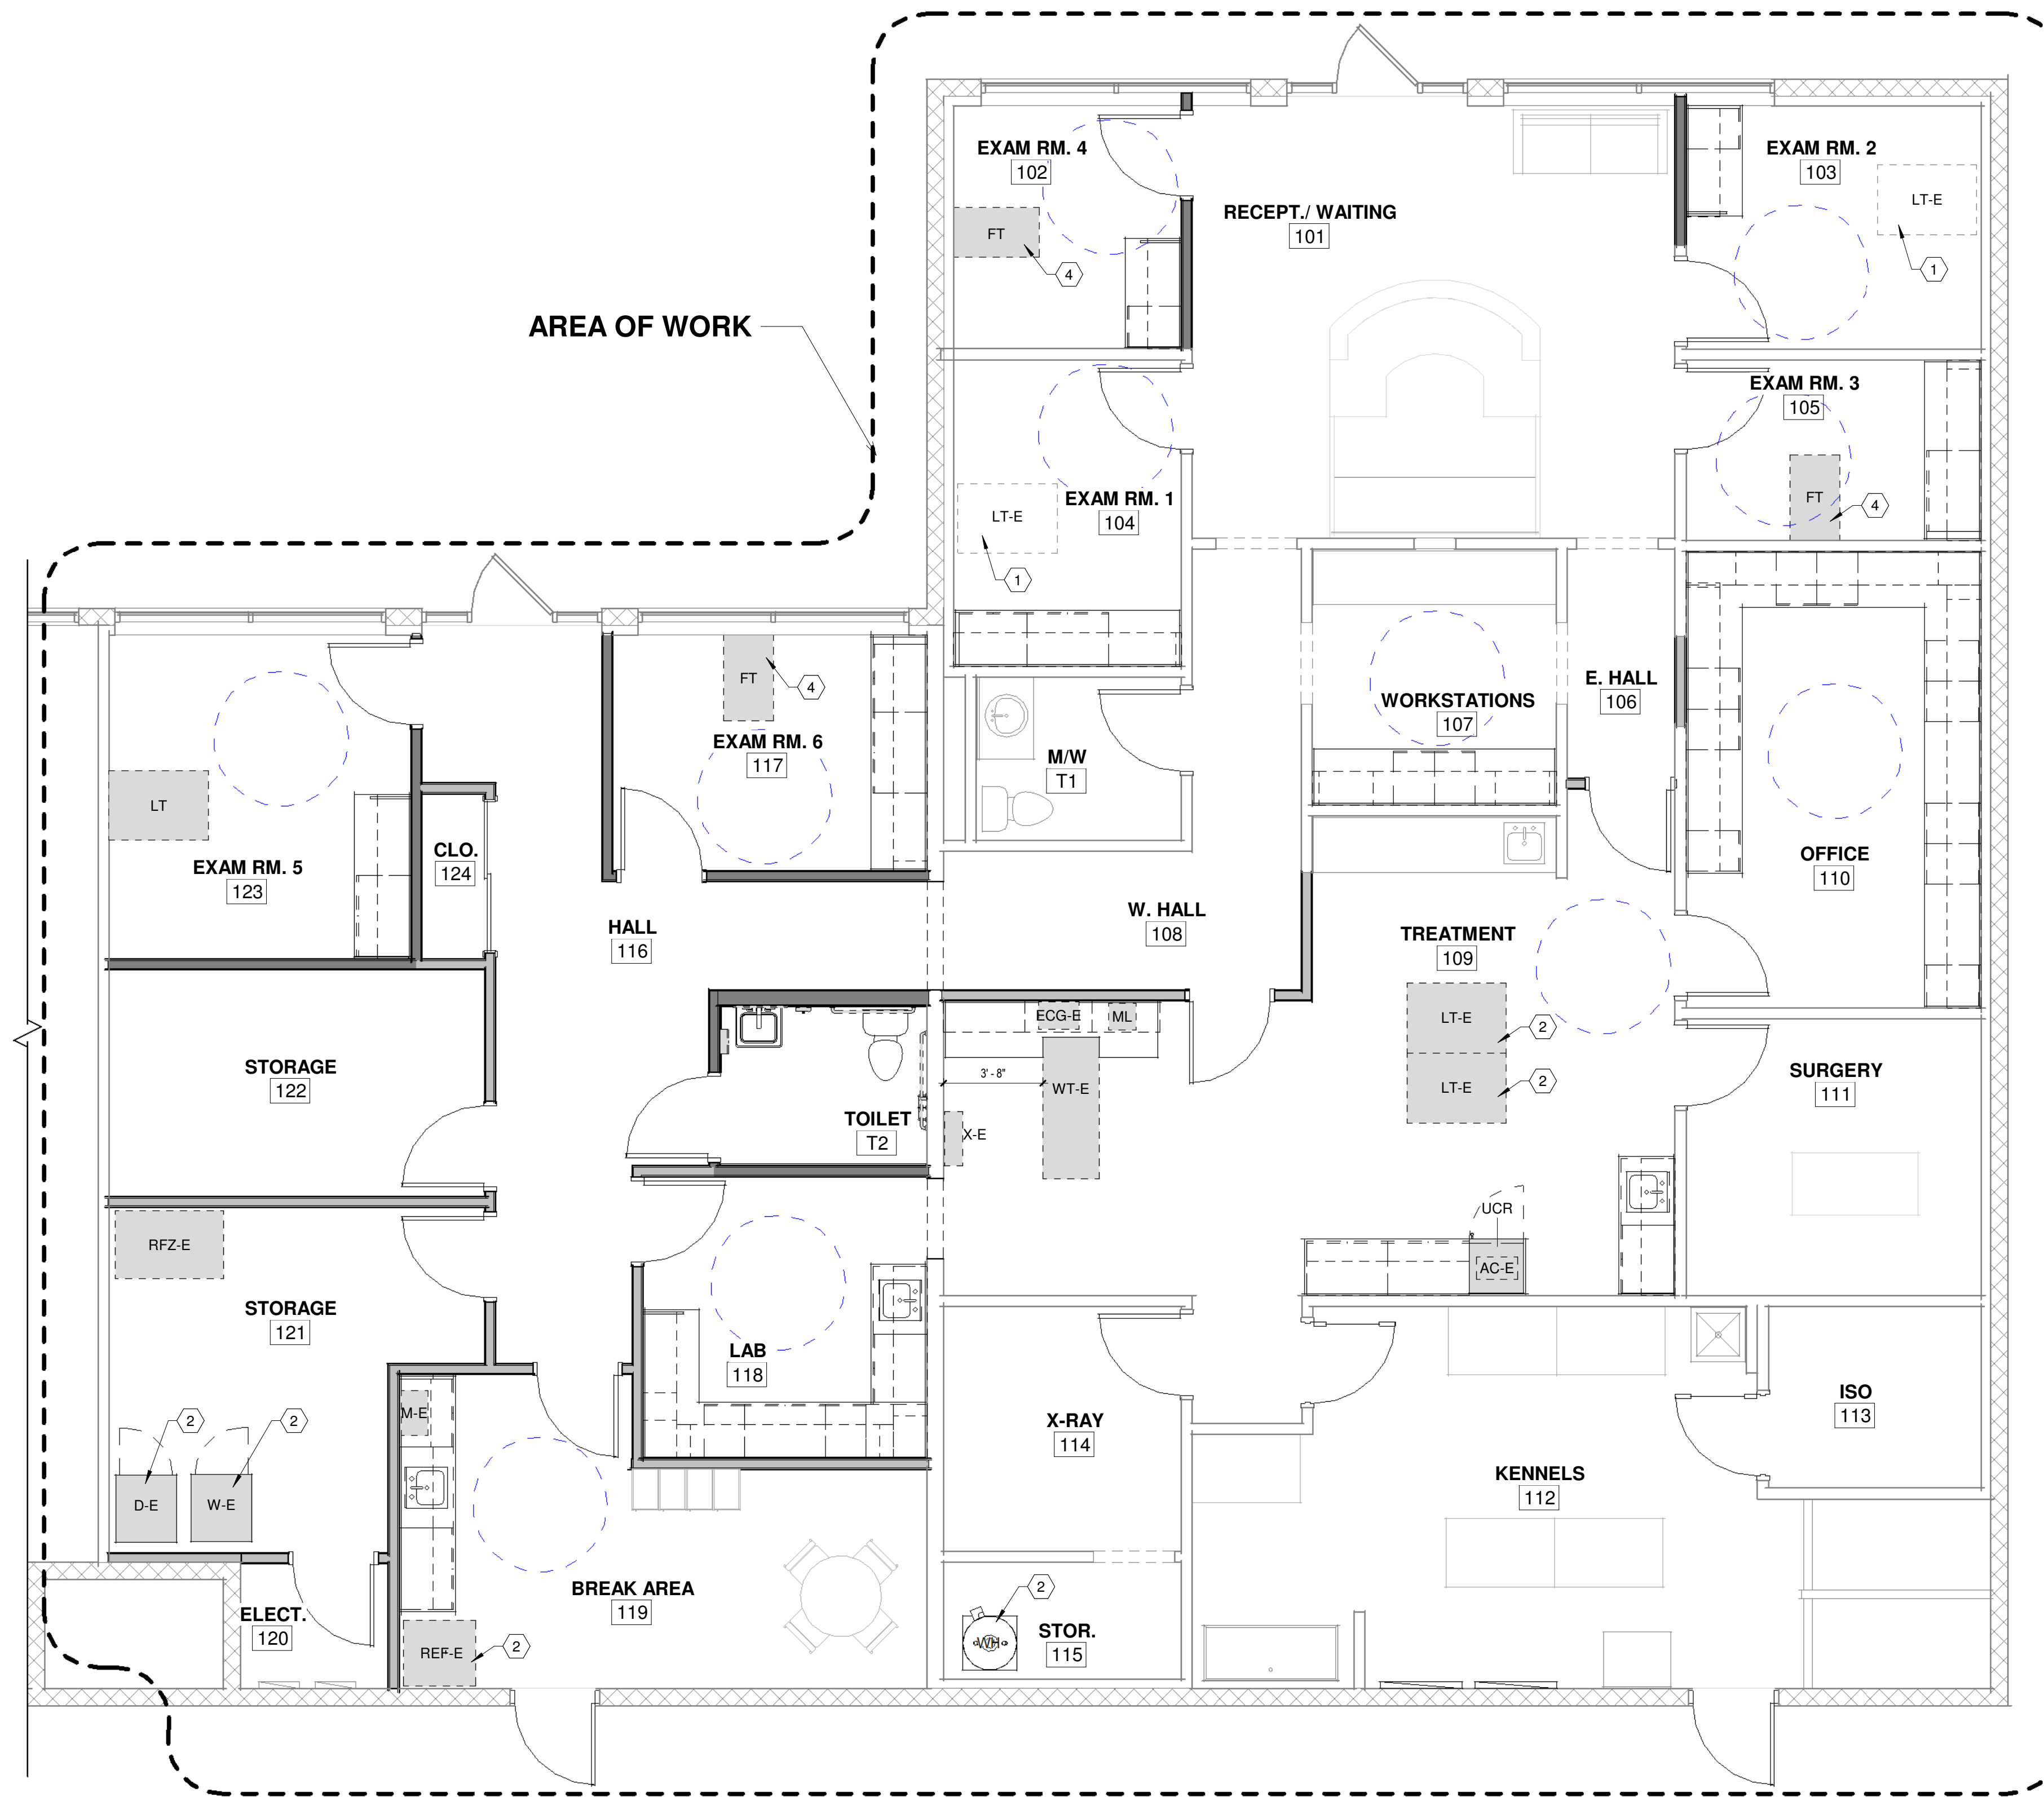 EXAM RM. 4
102
FT
4
RECEPT./ WAITING
101
EXAM RM. 2
103
LT-E
1
AREA OF WORK
EXAM RM. 1
104
LT-E
1
EXAM RM. 3
105
FT
4
FT
4
EXAM RM. 6
117
LT
EXAM RM. 5
123
CLO.
124
M/W
T1
WORKSTATIONS
107
E. HALL
106
OFFICE
110
HALL
116
W. HALL
108
TREATMENT
109
LT-E
2
LT-E
2
ECG-E
ML
3' - 8"
WT-E
X-E
STORAGE
122
TOILET
T2
SURGERY
111
UCR
AC-E
RFZ-E
STORAGE
121
LAB
118
M-E
2
2
D-E
W-E
X-RAY
114
ISO
113
KENNELS
112
BREAK AREA
119
ELECT.
120
REF-E
2
2
WH
STOR.
115